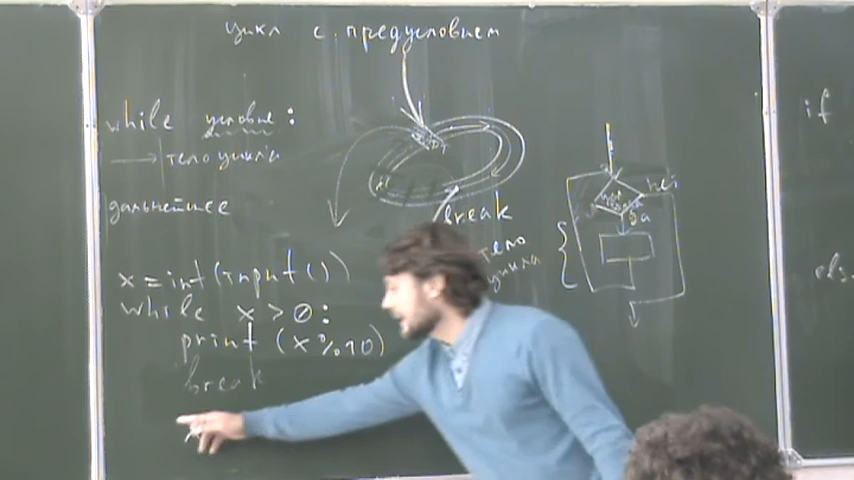 цикл с предусловием
while условие:
тело цикла
дальнейшее
x = int(input())
while x > 0:
print (x%10)
break
break
тело
цикла
нет
да
if
els